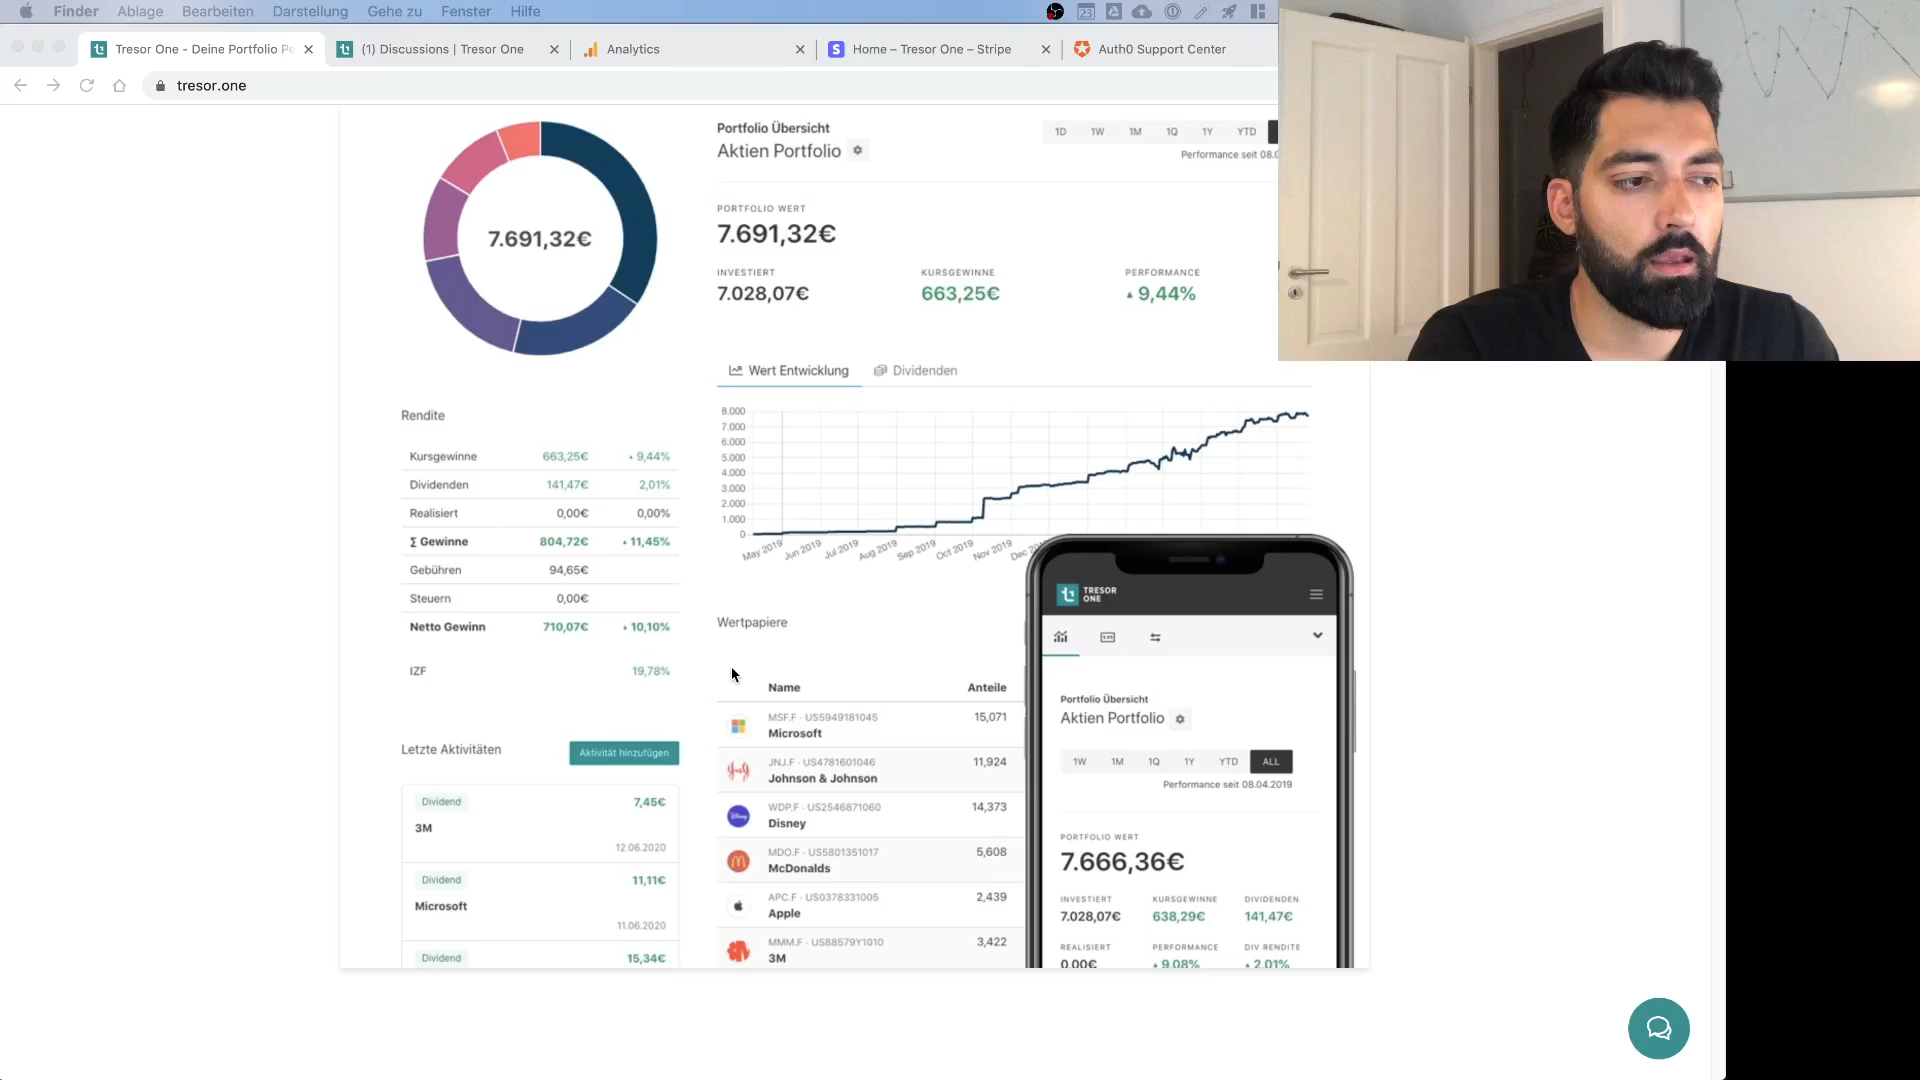 Finder Ablage Bearbeiten Darstellung Gehe zu Fenster Hilfe
23
Tresor One - Deine Portfolio Pe
(1) Discussions | Tresor One
Analytics
Home – Tresor One – Stripe
Auth0 Support Center
tresor.one
7.691,32€
Portfolio Übersicht
Aktien Portfolio
1D 1W 1M 1Q 1Y YTD
Performance seit 08.0
PORTFOLIO WERT
7.691,32€
INVESTIERT KURSGEWINNE PERFORMANCE
7.028,07€ 663,25€ 9,44%
Wert Entwicklung Dividenden
8.000
7.000
6.000
5.000
4.000
3.000
2.000
1.000
0
May 2019 Jun 2019 Jul 2019 Aug 2019 Sep 2019 Oct 2019 Nov 2019 Dec 20
Rendite
Kursgewinne 663,25€ 9,44%
Dividenden 141,47€ 2,01%
Realisiert 0,00€ 0,00%
∑ Gewinne 804,72€ 11,45%
Gebühren 94,65€
Steuern 0,00€
Netto Gewinn 710,07€ 10,10%
IZF 19,78%
Letzte Aktivitäten Aktivität hinzufügen
Dividend 7,45€
3M
12.06.2020
Dividend 11,11€
Microsoft
11.06.2020
Dividend 15,34€
Wertpapiere
Name Anteile
MSF.F · US5949181045 15,071
Microsoft
JNJ.F · US4781601046 11,924
Johnson & Johnson
WDP.F · US2546871060 14,373
Disney
MDO.F · US5801351017 5,608
McDonalds
APC.F · US0378331005 2,439
Apple
MMM.F · US88579Y1010 3,422
3M
TRESOR
ONE
Portfolio Übersicht
Aktien Portfolio
1W 1M 1Q 1Y YTD ALL
Performance seit 08.04.2019
PORTFOLIO WERT
7.666,36€
INVESTIERT KURSGEWINNE DIVIDENDEN
7.028,07€ 638,29€ 141,47€
REALISIERT PERFORMANCE DIV RENDITE
0,00€ 9,08% 2,01%